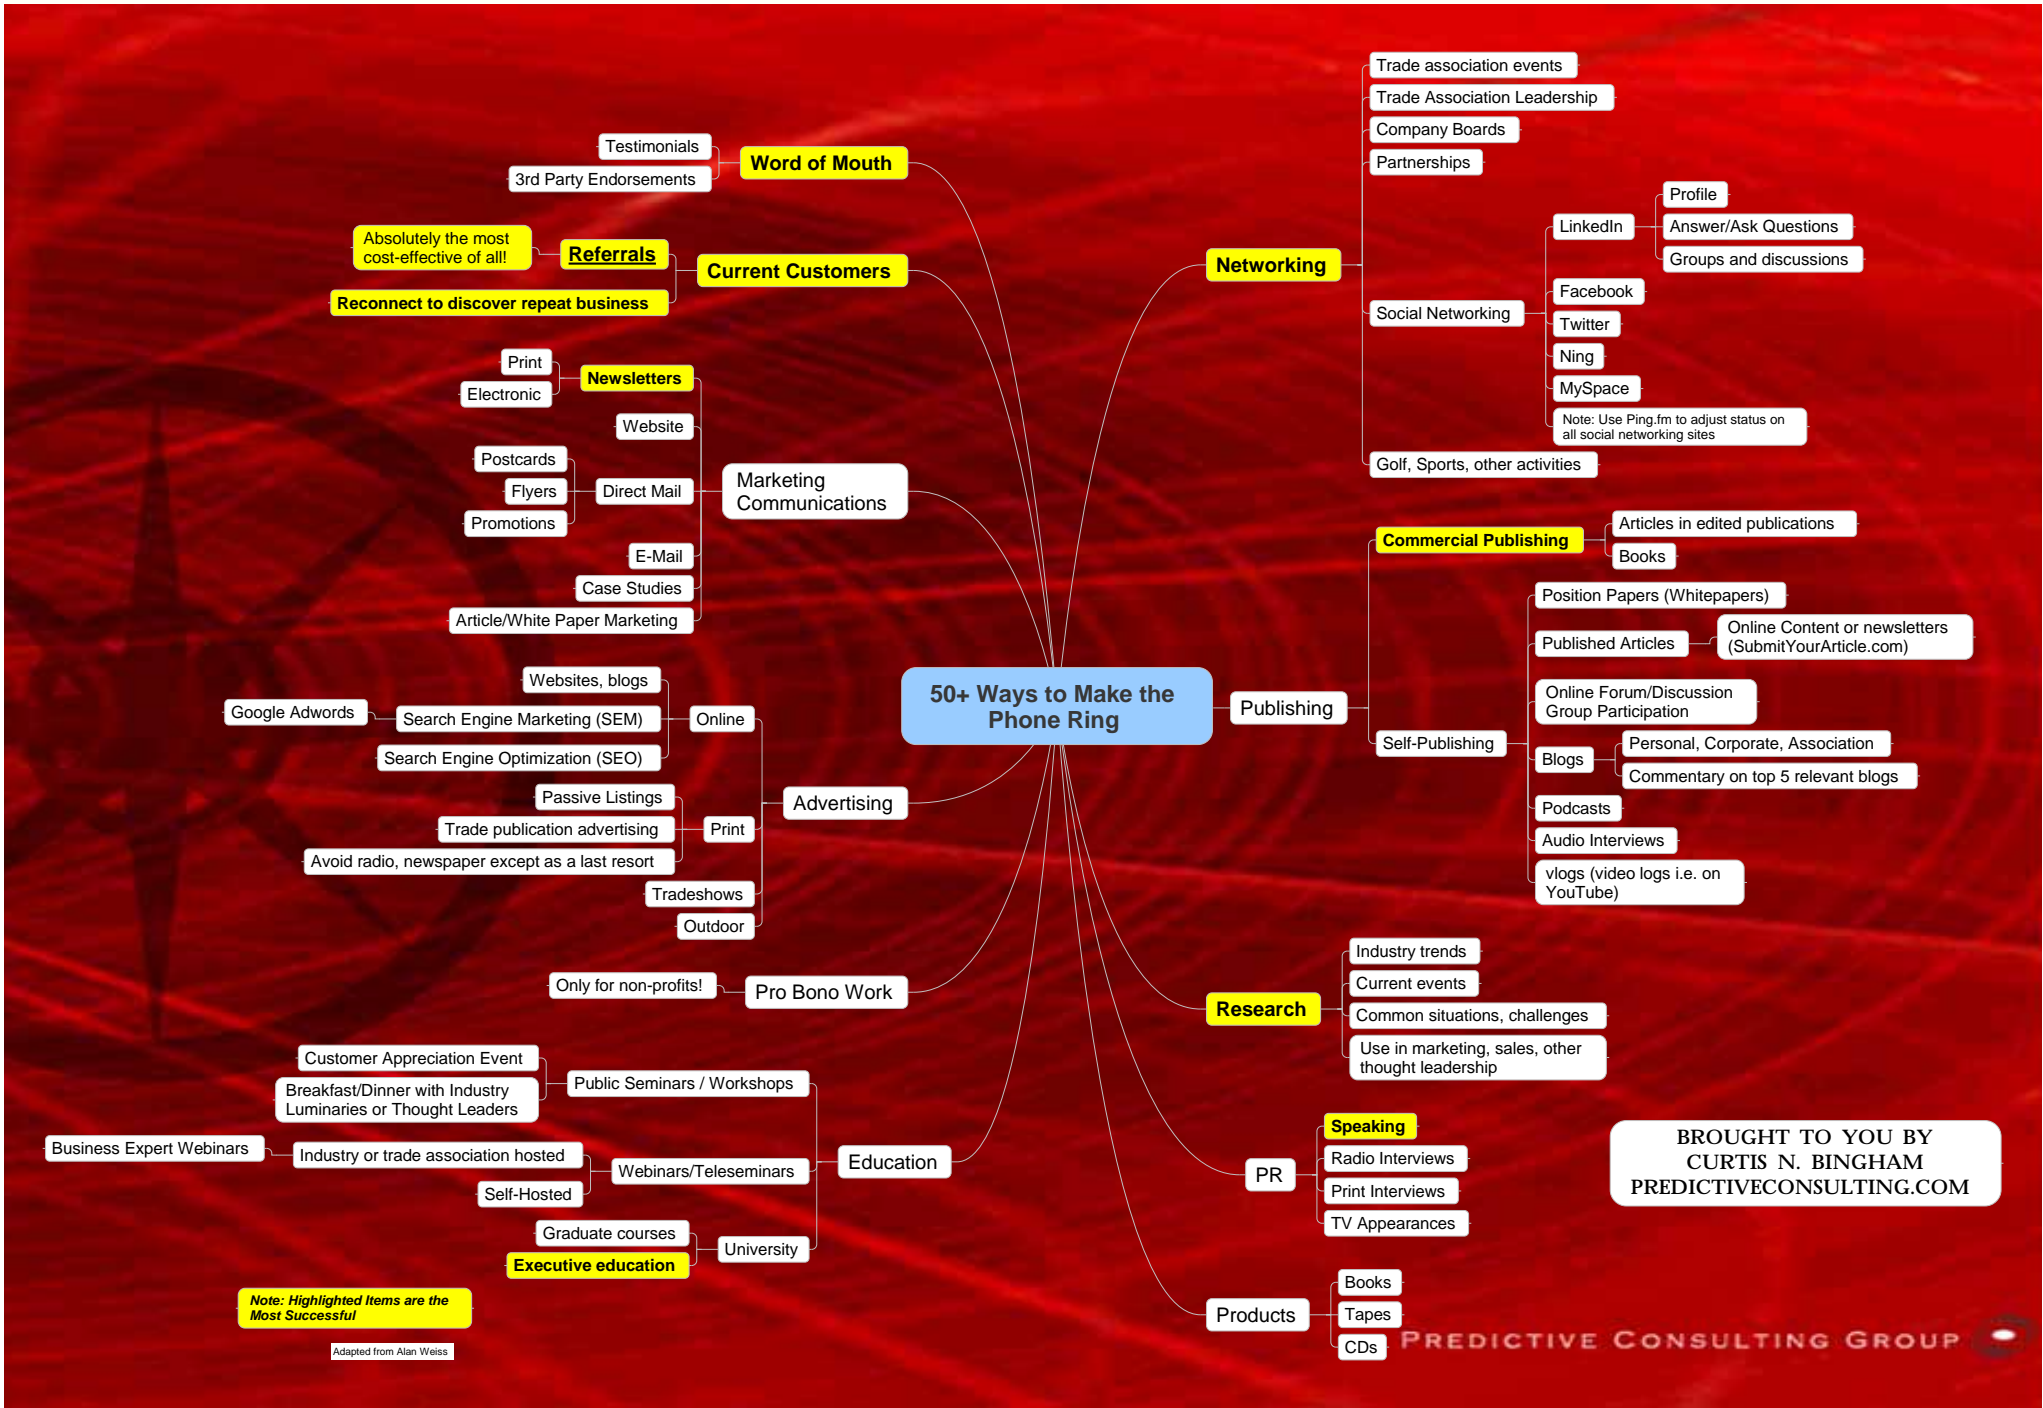 50+ Ways to Make the
Phone Ring
Word of Mouth
Testimonials
3rd Party Endorsements
Current Customers
Referrals
Absolutely the most
cost-effective of all!
Reconnect to discover repeat business
Marketing
Communications
Newsletters
Print
Electronic
Website
Direct Mail
Postcards
Flyers
Promotions
E-Mail
Case Studies
Article/White Paper Marketing
Advertising
Online
Websites, blogs
Search Engine Marketing (SEM)
Google Adwords
Search Engine Optimization (SEO)
Print
Passive Listings
Trade publication advertising
Avoid radio, newspaper except as a last resort
Tradeshows
Outdoor
Pro Bono Work
Only for non-profits!
Education
Public Seminars / Workshops
Customer Appreciation Event
Breakfast/Dinner with Industry
Luminaries or Thought Leaders
Webinars/Teleseminars
Industry or trade association hosted
Business Expert Webinars
Self-Hosted
University
Graduate courses
Executive education
Note: Highlighted Items are the
Most Successful
Adapted from Alan Weiss
Networking
Trade association events
Trade Association Leadership
Company Boards
Partnerships
Social Networking
LinkedIn
Profile
Answer/Ask Questions
Groups and discussions
Facebook
Twitter
Ning
MySpace
Note: Use Ping.fm to adjust status on
all social networking sites
Golf, Sports, other activities
Publishing
Commercial Publishing
Articles in edited publications
Books
Self-Publishing
Position Papers (Whitepapers)
Published Articles
Online Content or newsletters
(SubmitYourArticle.com)
Online Forum/Discussion
Group Participation
Blogs
Personal, Corporate, Association
Commentary on top 5 relevant blogs
Podcasts
Audio Interviews
vlogs (video logs i.e. on
YouTube)
Research
Industry trends
Current events
Common situations, challenges
Use in marketing, sales, other
thought leadership
PR
Speaking
Radio Interviews
Print Interviews
TV Appearances
Products
Books
Tapes
CDs
BROUGHT TO YOU BY
CURTIS N. BINGHAM
PREDICTIVECONSULTING.COM
PREDICTIVE CONSULTING GROUP